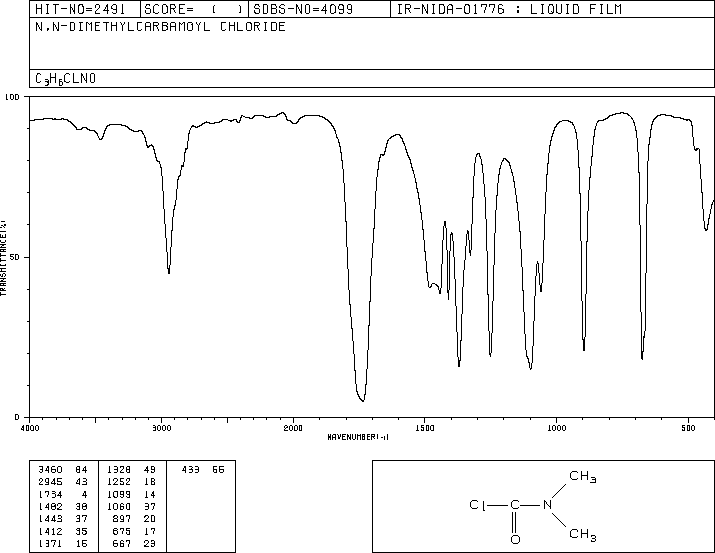 HIT-NO=2491 SCORE= ( ) SDBS-NO=4099 IR-NIDA-01776 : LIQUID FILM
N,N-DIMETHYLCARBAMOYL CHLORIDE
C3H6CLNO
100
TRANSMITTANCE(%)
50
0
4000 3000 2000 1500 1000 500
WAVENUMBER(-1)
3460 84 1328 49 433 55
2945 43 1252 18
1734 4 1099 14
1482 38 1060 37
1443 37 897 20
1412 35 675 17
1371 15 667 29
CH3
Cl C N
O CH3